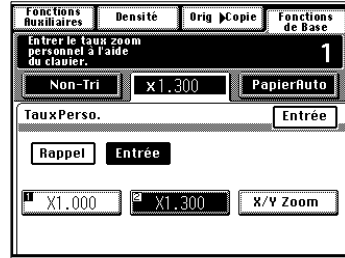 Fonctions Auxiliaires
Densité
Orig ▶Copie
Fonctions de Base
Entrer le taux zoom
personnel à l'aide
du clavier.
1
Non-Tri
x1.300
PapierAuto
TauxPerso.
Entrée
Rappel
Entrée
1 X1.000
2 X1.300
X/Y Zoom